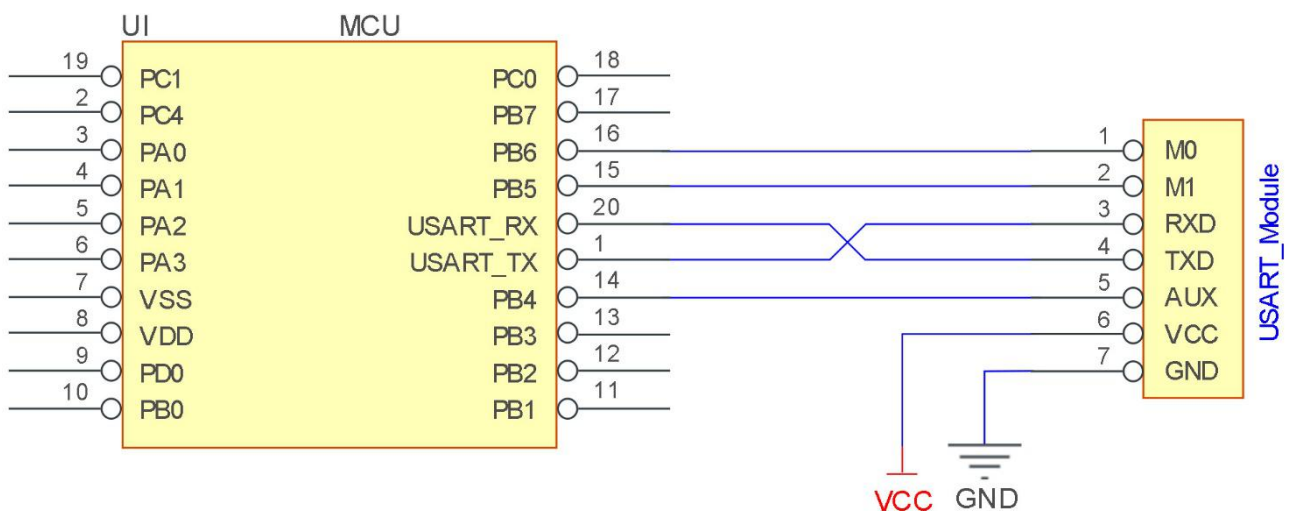 UI MCU
19 PC1 PC0 18
2 PC4 PB7 17
3 PA0 PB6 16
4 PA1 PB5 15
5 PA2 USART_RX 20
6 PA3 USART_TX 1
7 VSS PB4 14
8 VDD PB3 13
9 PD0 PB2 12
10 PB0 PB1 11
1 M0
2 M1
3 RXD
4 TXD
5 AUX
6 VCC
7 GND
USART_Module
VCC GND